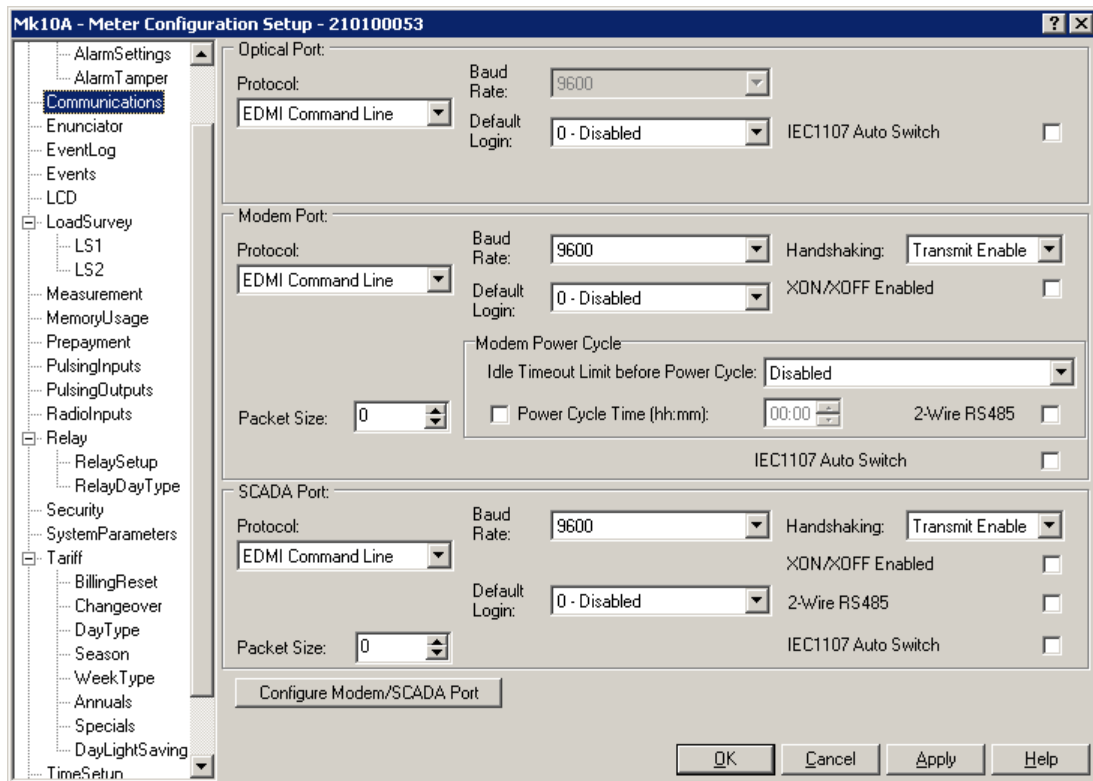 Mk10A - Meter Configuration Setup - 210100053
AlarmSettings
AlarmTamper
Communications
Enunciator
EventLog
Events
LCD
LoadSurvey
LS1
LS2
Measurement
MemoryUsage
Prepayment
PulsingInputs
PulsingOutputs
RadioInputs
Relay
RelaySetup
RelayDayType
Security
SystemParameters
Tariff
BillingReset
Changeover
DayType
Season
WeekType
Annuals
Specials
DayLightSaving
TimeSetup
Optical Port:
Protocol:
EDMI Command Line
Baud
Rate:
9600
Default
Login:
0 - Disabled
IEC1107 Auto Switch
Modem Port:
Protocol:
EDMI Command Line
Baud
Rate:
9600
Handshaking:
Transmit Enable
Default
Login:
0 - Disabled
XON/XOFF Enabled
Modem Power Cycle
Idle Timeout Limit before Power Cycle:
Disabled
Packet Size:
0
Power Cycle Time (hh:mm):
00:00
2-Wire RS485
IEC1107 Auto Switch
SCADA Port:
Protocol:
EDMI Command Line
Baud
Rate:
9600
Handshaking:
Transmit Enable
XON/XOFF Enabled
Default
Login:
0 - Disabled
2-Wire RS485
Packet Size:
0
IEC1107 Auto Switch
Configure Modem/SCADA Port
OK
Cancel
Apply
Help